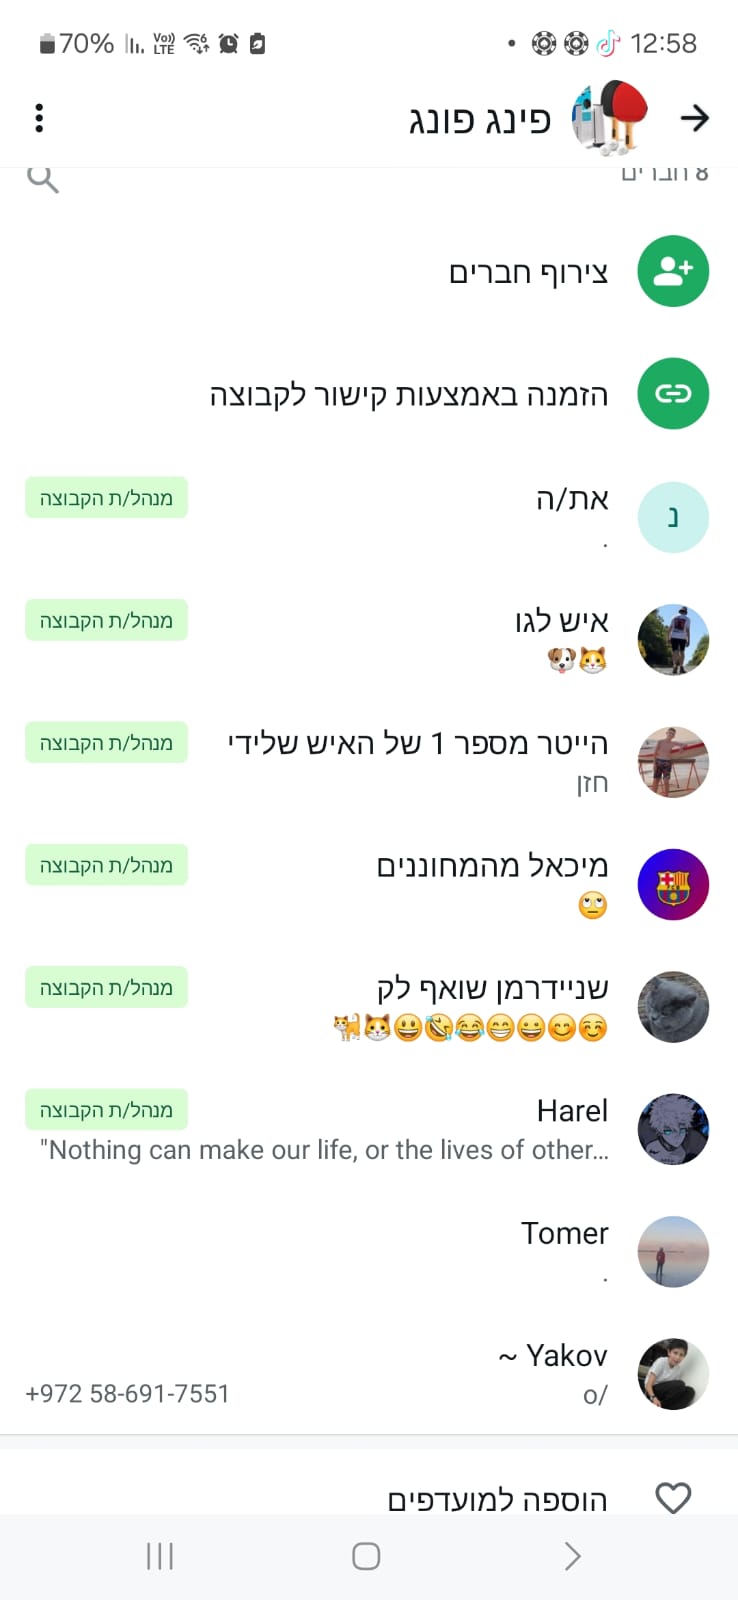 70% Vo)) LTE 6 12:58
פינג פונג
8 חברים
צירוף חברים
הזמנה באמצעות קישור לקבוצה
נ
את/ה
מנהל/ת הקבוצה
.
איש לגו
מנהל/ת הקבוצה
🐱🐶
הייטר מספר 1 של האיש שלידי
מנהל/ת הקבוצה
חזן
מיכאל מהמחוננים
מנהל/ת הקבוצה
🙄
שניידרמן שואף לק
מנהל/ת הקבוצה
☺️😊😀😁😂🤣😃🐱🐈
Harel
מנהל/ת הקבוצה
"Nothing can make our life, or the lives of other...
Tomer
.
~ Yakov
o/
+972 58-691-7551
הוספה למועדפים